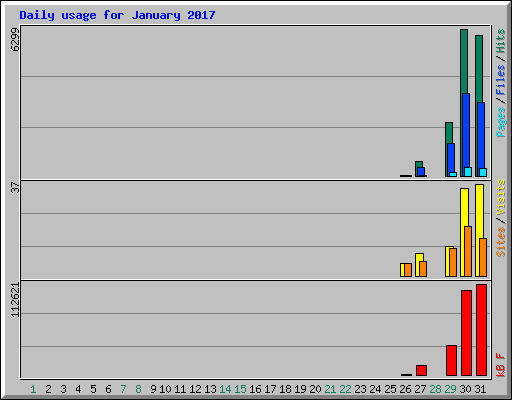 Daily usage for January 2017
6299
Pages / Files / Hits
37
Sites / Visits
112621
kB F
1 2 3 4 5 6 7 8 9 10 11 12 13 14 15 16 17 18 19 20 21 22 23 24 25 26 27 28 29 30 31